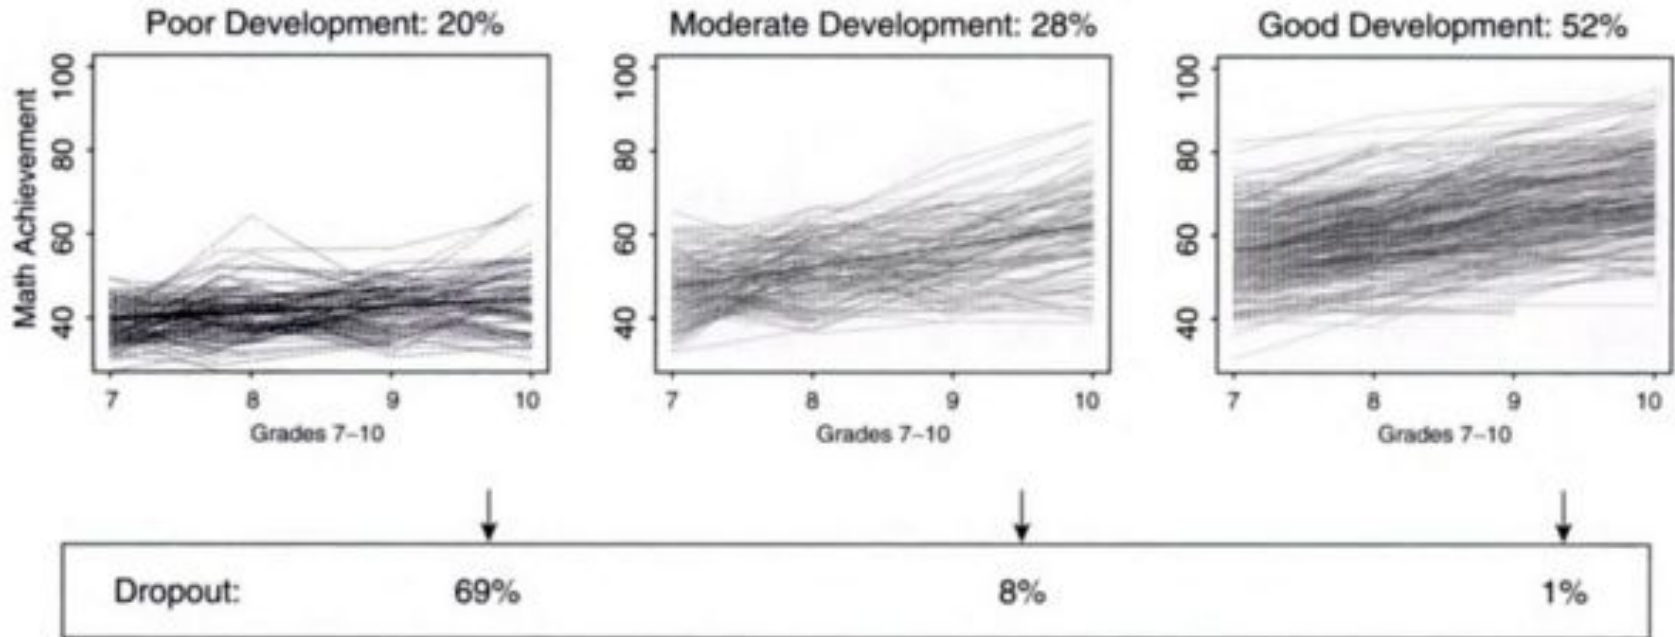 Poor Development: 20%
Moderate Development: 28%
Good Development: 52%
Math Achievement
100
80
60
40
7 8 9 10
Grades 7–10
100
80
60
40
7 8 9 10
Grades 7–10
100
80
60
40
7 8 9 10
Grades 7–10
Dropout: 69% 8% 1%